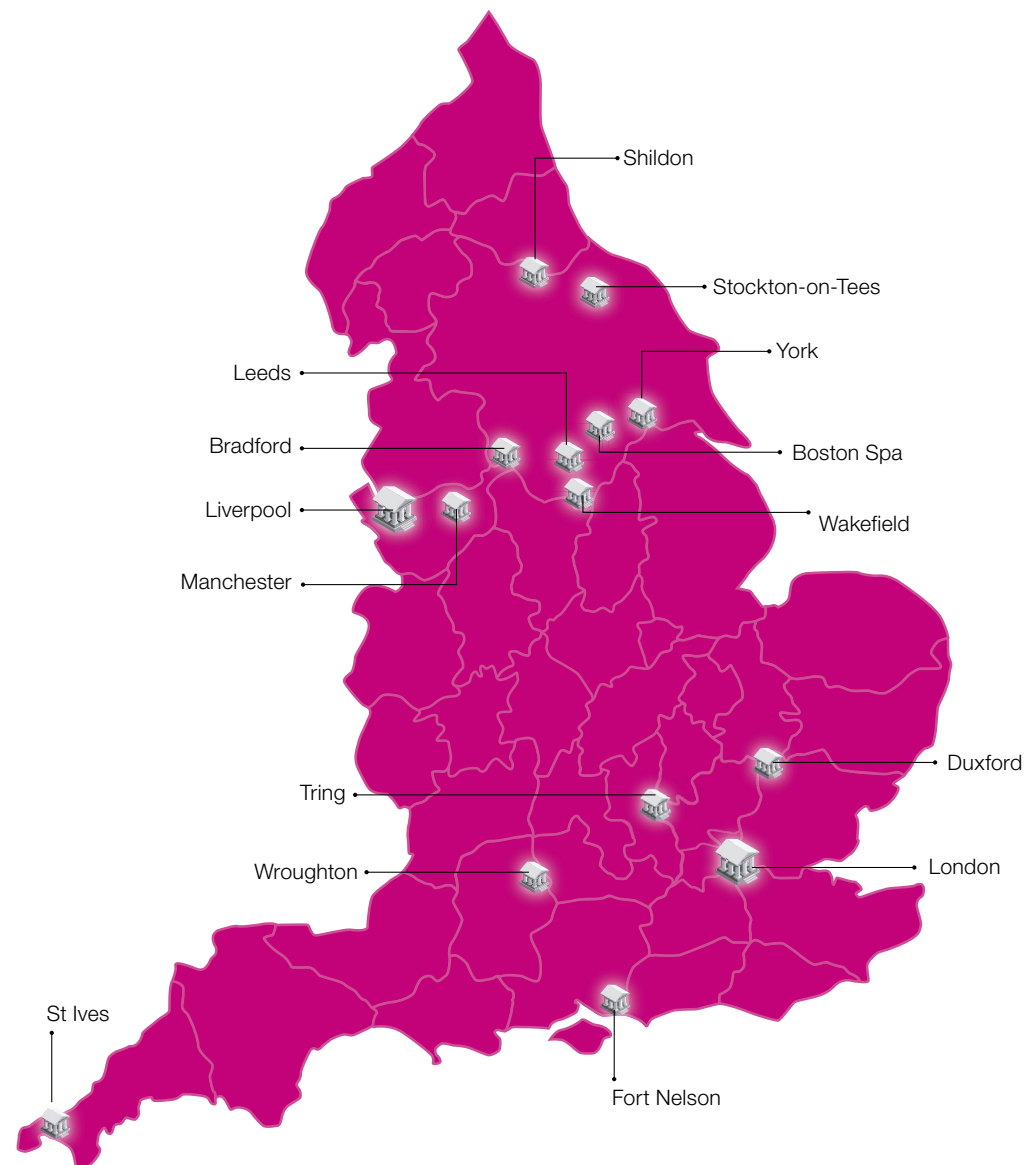 Shildon
Stockton-on-Tees
York
Leeds
Bradford
Boston Spa
Liverpool
Wakefield
Manchester
Duxford
Tring
London
Wroughton
St Ives
Fort Nelson